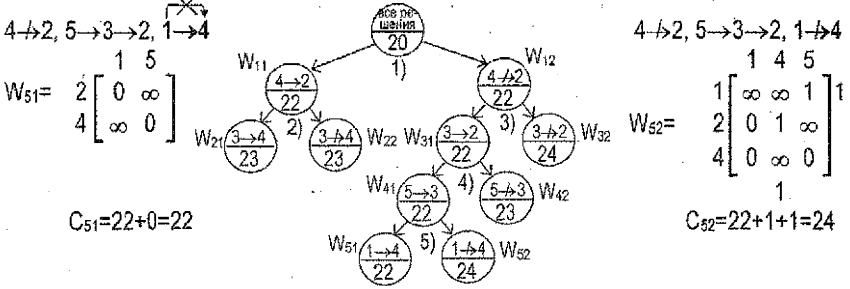 4↛2, 5→3→2, 1→4
1 5
W₅₁= 2 [ 0 ∞ ]
4 [ ∞ 0 ]
C₅₁=22+0=22
все ре-
шения
20
1)
W₁₁
4→2
22
2)
W₁₂
4↛2
22
3)
W₂₁
3→4
23
3↛4
23
W₂₂
W₃₁
3→2
22
4)
3↛2
24
W₃₂
W₄₁
5→3
22
5)
5↛3
23
W₄₂
W₅₁
1→4
22
1↛4
24
W₅₂
4↛2, 5→3→2, 1↛4
1 4 5
1 [ ∞ ∞ 1 ] 1
W₅₂= 2 [ 0 1 ∞ ]
4 [ 0 ∞ 0 ]
1
C₅₂=22+1+1=24